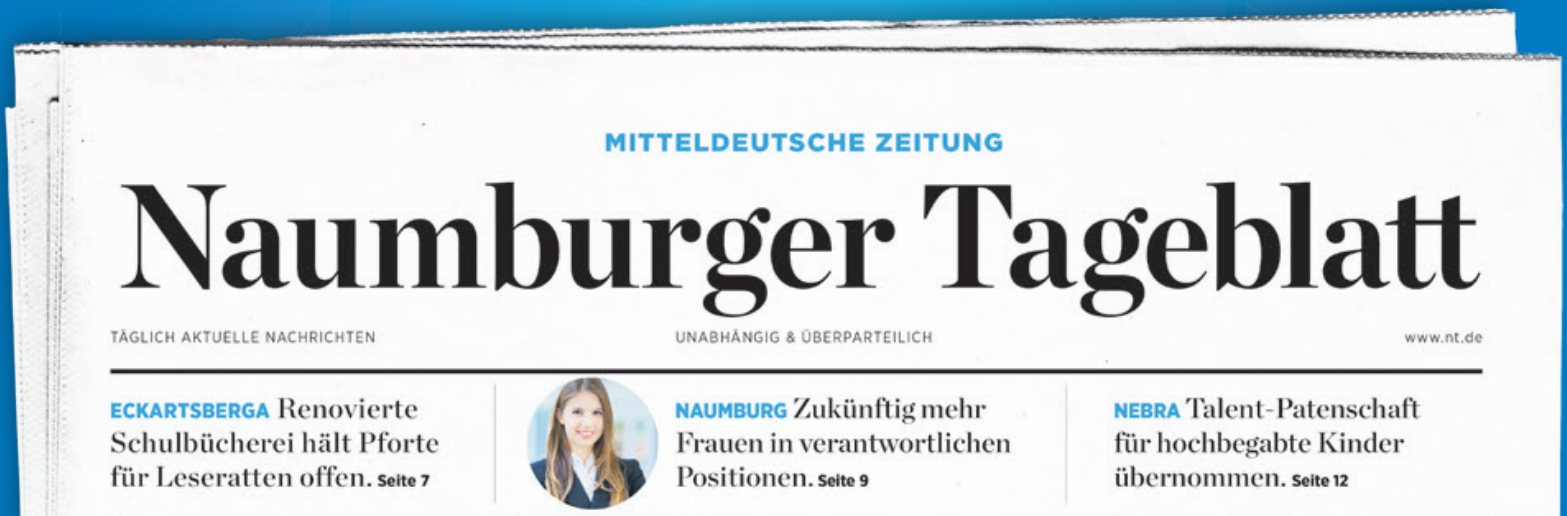 MITTELDEUTSCHE ZEITUNG
Naumburger Tageblatt
TÄGLICH AKTUELLE NACHRICHTEN
UNABHÄNGIG & ÜBERPARTEILICH
www.nt.de
ECKARTSBERGA Renovierte
Schulbücherei hält Pforte
für Leseratten offen. Seite 7
NAUMBURG Zukünftig mehr
Frauen in verantwortlichen
Positionen. Seite 9
NEBRA Talent-Patenschaft
für hochbegabte Kinder
übernommen. Seite 12